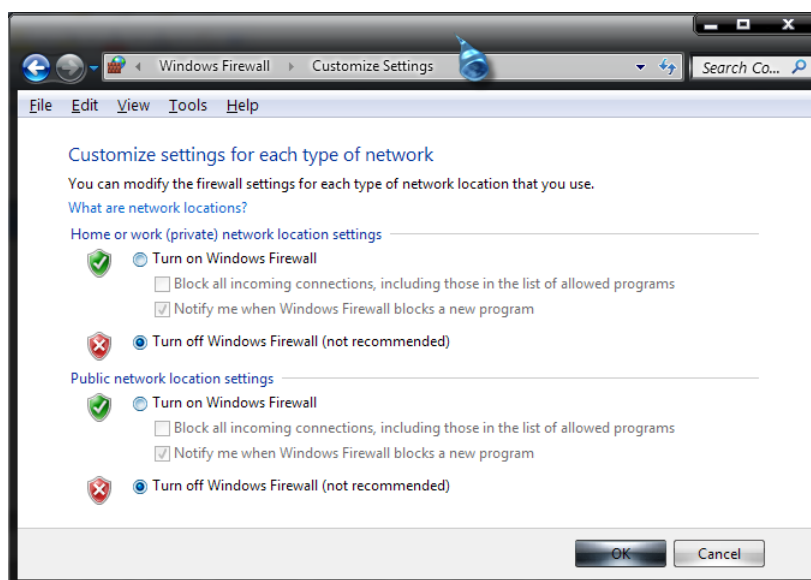 Windows Firewall Customize Settings Search Co...
File Edit View Tools Help
Customize settings for each type of network
You can modify the firewall settings for each type of network location that you use.
What are network locations?
Home or work (private) network location settings
Turn on Windows Firewall
Block all incoming connections, including those in the list of allowed programs
Notify me when Windows Firewall blocks a new program
Turn off Windows Firewall (not recommended)
Public network location settings
Turn on Windows Firewall
Block all incoming connections, including those in the list of allowed programs
Notify me when Windows Firewall blocks a new program
Turn off Windows Firewall (not recommended)
OK Cancel